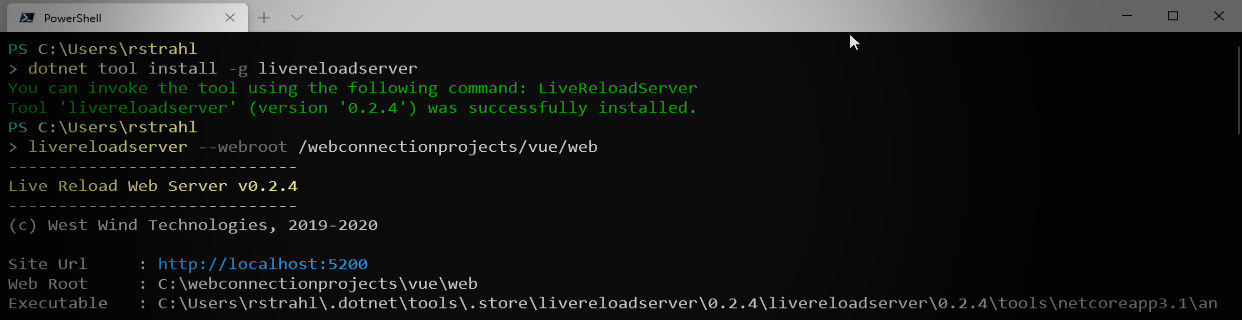 PowerShell
PS C:\Users\rstrahl
> dotnet tool install -g livereloadserver
You can invoke the tool using the following command: LiveReloadServer
Tool 'livereloadserver' (version '0.2.4') was successfully installed.
PS C:\Users\rstrahl
> livereloadserver --webroot /webconnectionprojects/vue/web
-----------------------------
Live Reload Web Server v0.2.4
-----------------------------
(c) West Wind Technologies, 2019-2020
Site Url     : http://localhost:5200
Web Root     : C:\webconnectionprojects\vue\web
Executable   : C:\Users\rstrahl\.dotnet\tools\.store\livereloadserver\0.2.4\livereloadserver\0.2.4\tools\netcoreapp3.1\an